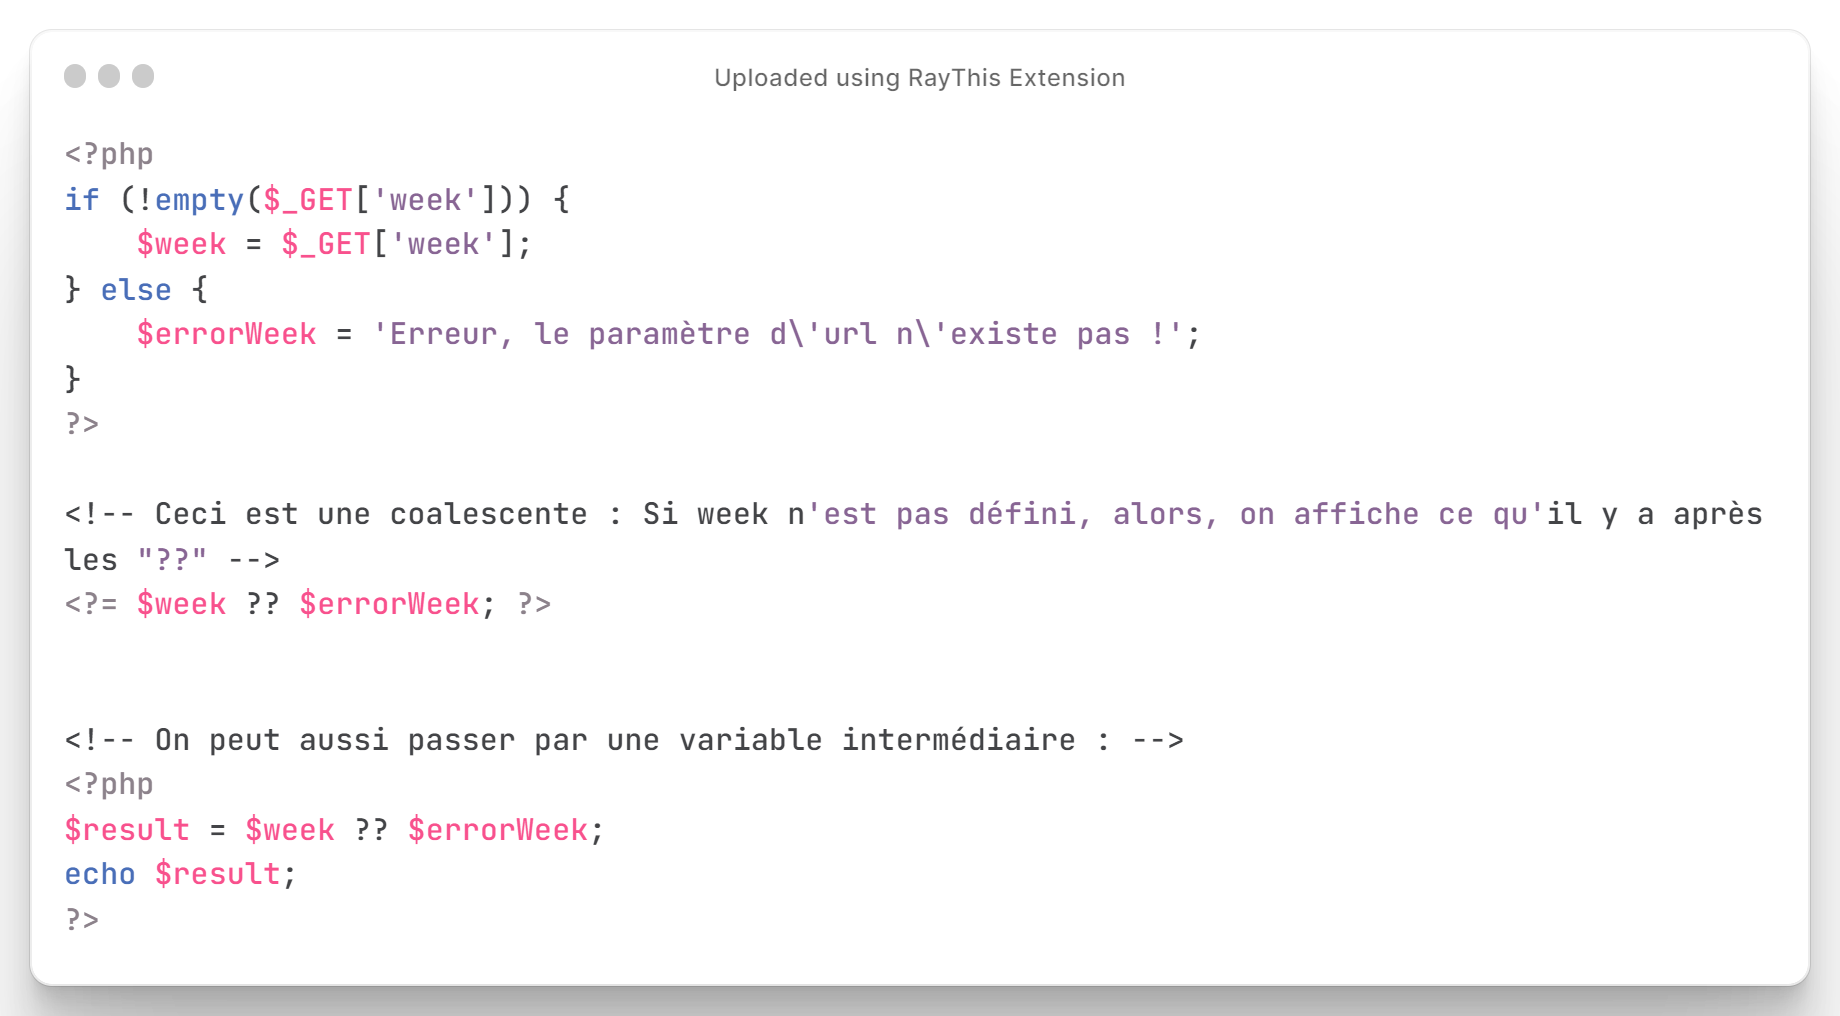 Uploaded using RayThis Extension
<?php
if (!empty($_GET['week'])) {
    $week = $_GET['week'];
} else {
    $errorWeek = 'Erreur, le paramètre d\'url n\'existe pas !';
}
?>
<!-- Ceci est une coalescente : Si week n'est pas défini, alors, on affiche ce qu'il y a après
les "??" -->
<?= $week ?? $errorWeek; ?>
<!-- On peut aussi passer par une variable intermédiaire : -->
<?php
$result = $week ?? $errorWeek;
echo $result;
?>